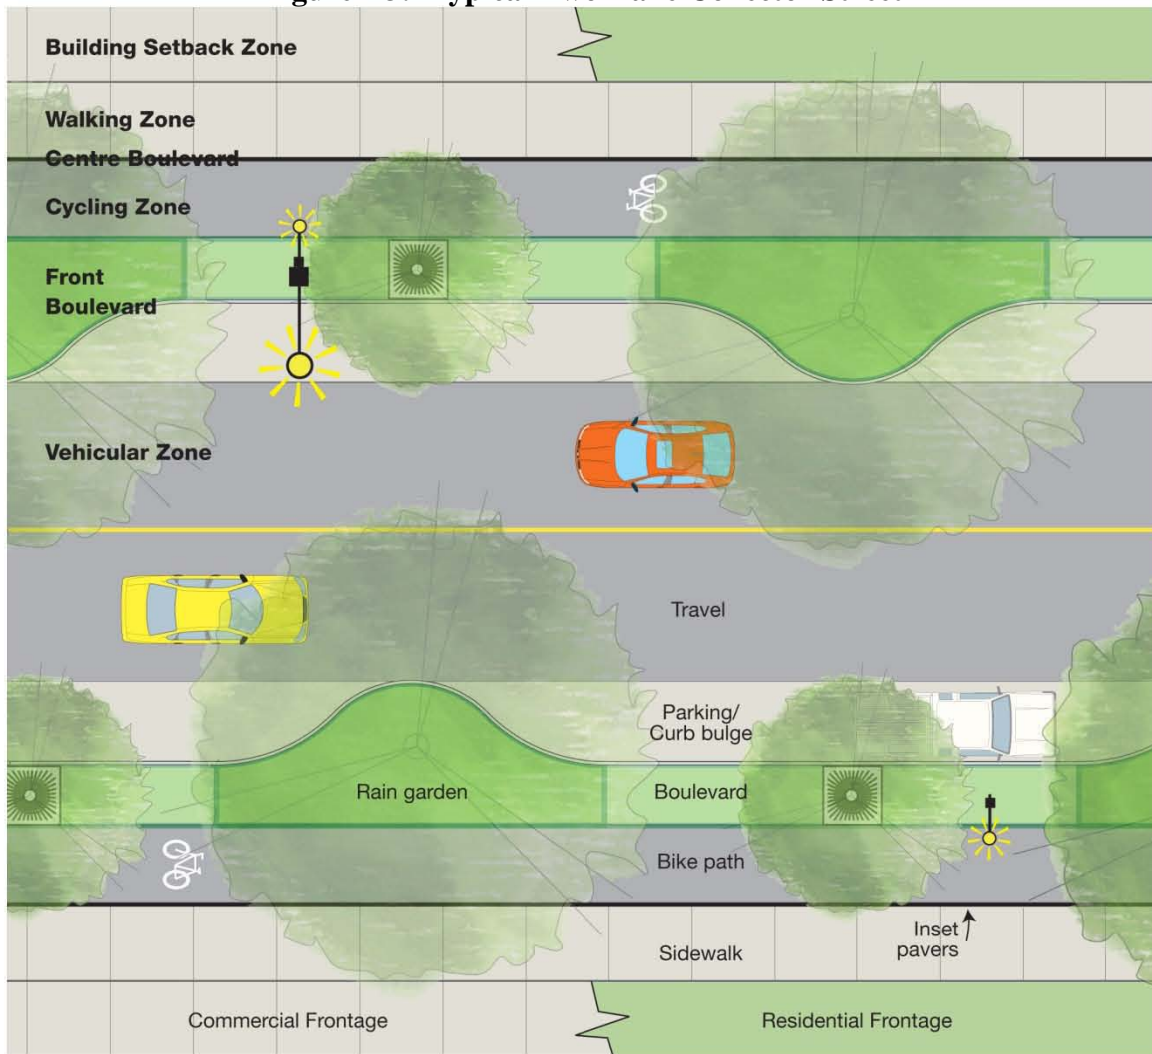 Building Setback Zone
Walking Zone
Centre Boulevard
Cycling Zone
Front
Boulevard
Vehicular Zone
Travel
Parking/
Curb bulge
Rain garden
Boulevard
Bike path
Inset
pavers
Sidewalk
Commercial Frontage
Residential Frontage